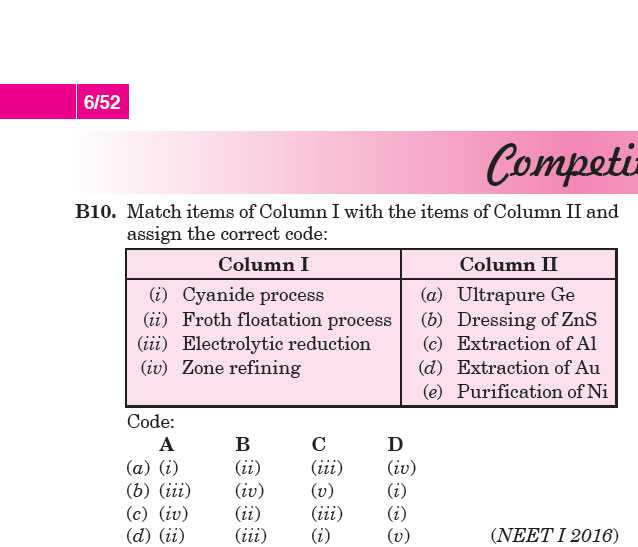 6/52
Competi
B10. Match items of Column I with the items of Column II and
assign the correct code:
Column I Column II
(i) Cyanide process (a) Ultrapure Ge
(ii) Froth floatation process (b) Dressing of ZnS
(iii) Electrolytic reduction (c) Extraction of Al
(iv) Zone refining (d) Extraction of Au
(e) Purification of Ni
Code:
A B C D
(a) (i) (ii) (iii) (iv)
(b) (iii) (iv) (v) (i)
(c) (iv) (ii) (iii) (i)
(d) (ii) (iii) (i) (v) (NEET I 2016)